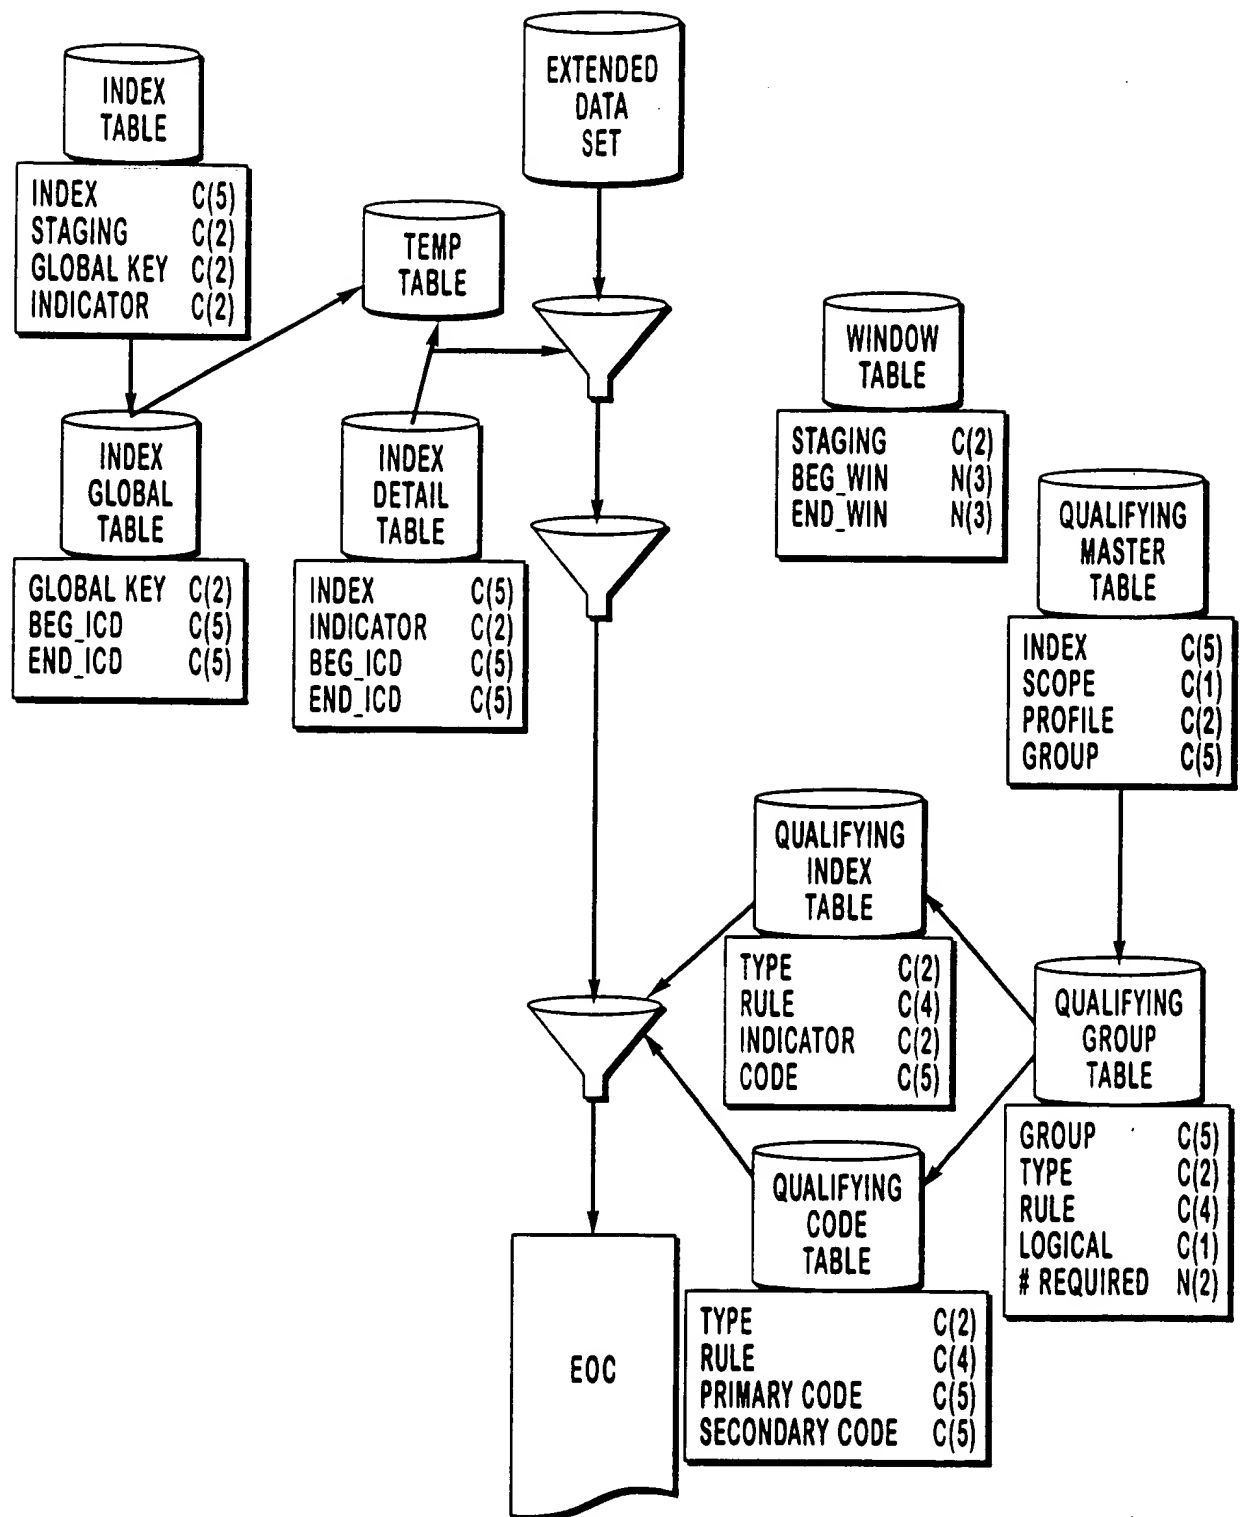 EXTENDED
DATA
SET
INDEX
TABLE
INDEX C(5)
STAGING C(2)
GLOBAL KEY C(2)
INDICATOR C(2)
TEMP
TABLE
WINDOW
TABLE
STAGING C(2)
BEG_WIN N(3)
END_WIN N(3)
INDEX
GLOBAL
TABLE
GLOBAL KEY C(2)
BEG_ICD C(5)
END_ICD C(5)
INDEX
DETAIL
TABLE
INDEX C(5)
INDICATOR C(2)
BEG_ICD C(5)
END_ICD C(5)
QUALIFYING
MASTER
TABLE
INDEX C(5)
SCOPE C(1)
PROFILE C(2)
GROUP C(5)
QUALIFYING
INDEX
TABLE
TYPE C(2)
RULE C(4)
INDICATOR C(2)
CODE C(5)
QUALIFYING
GROUP
TABLE
GROUP C(5)
TYPE C(2)
RULE C(4)
LOGICAL C(1)
# REQUIRED N(2)
QUALIFYING
CODE
TABLE
TYPE C(2)
RULE C(4)
PRIMARY CODE C(5)
SECONDARY CODE C(5)
EOC